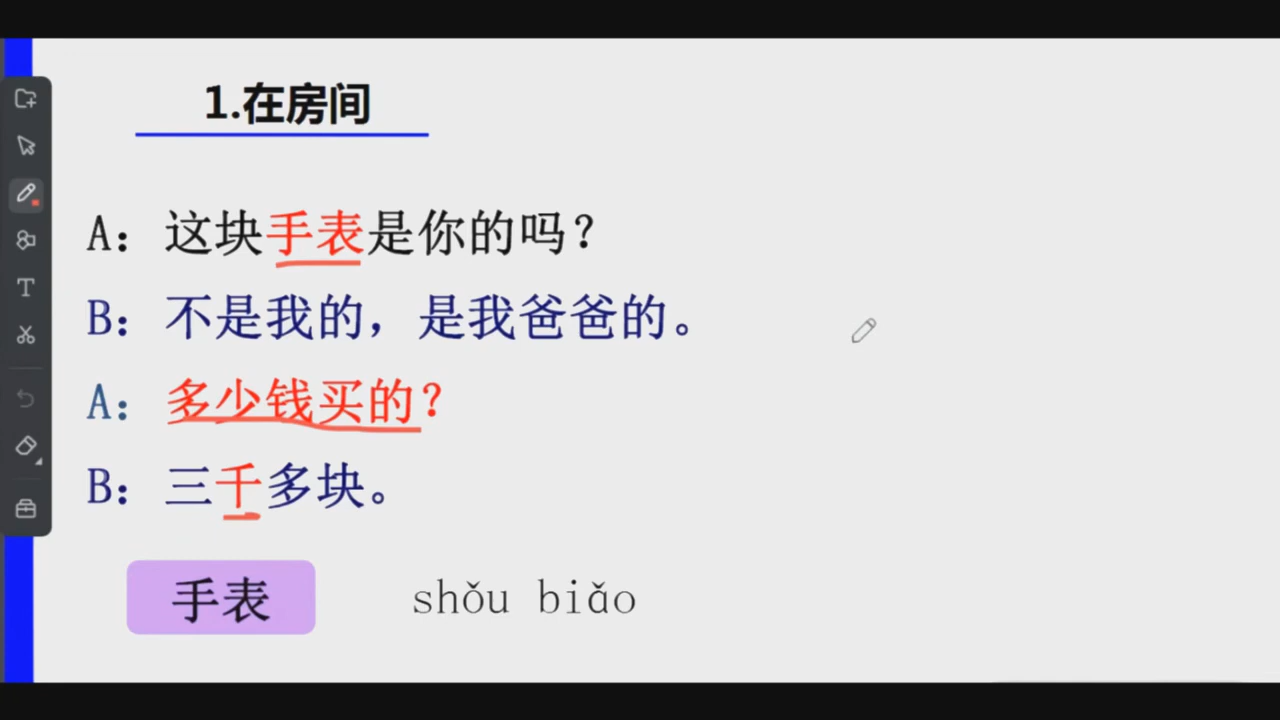 1.在房间
A：这块手表是你的吗？
B：不是我的，是我爸爸的。
A：多少钱买的？
B：三千多块。
手表 shǒu biǎo